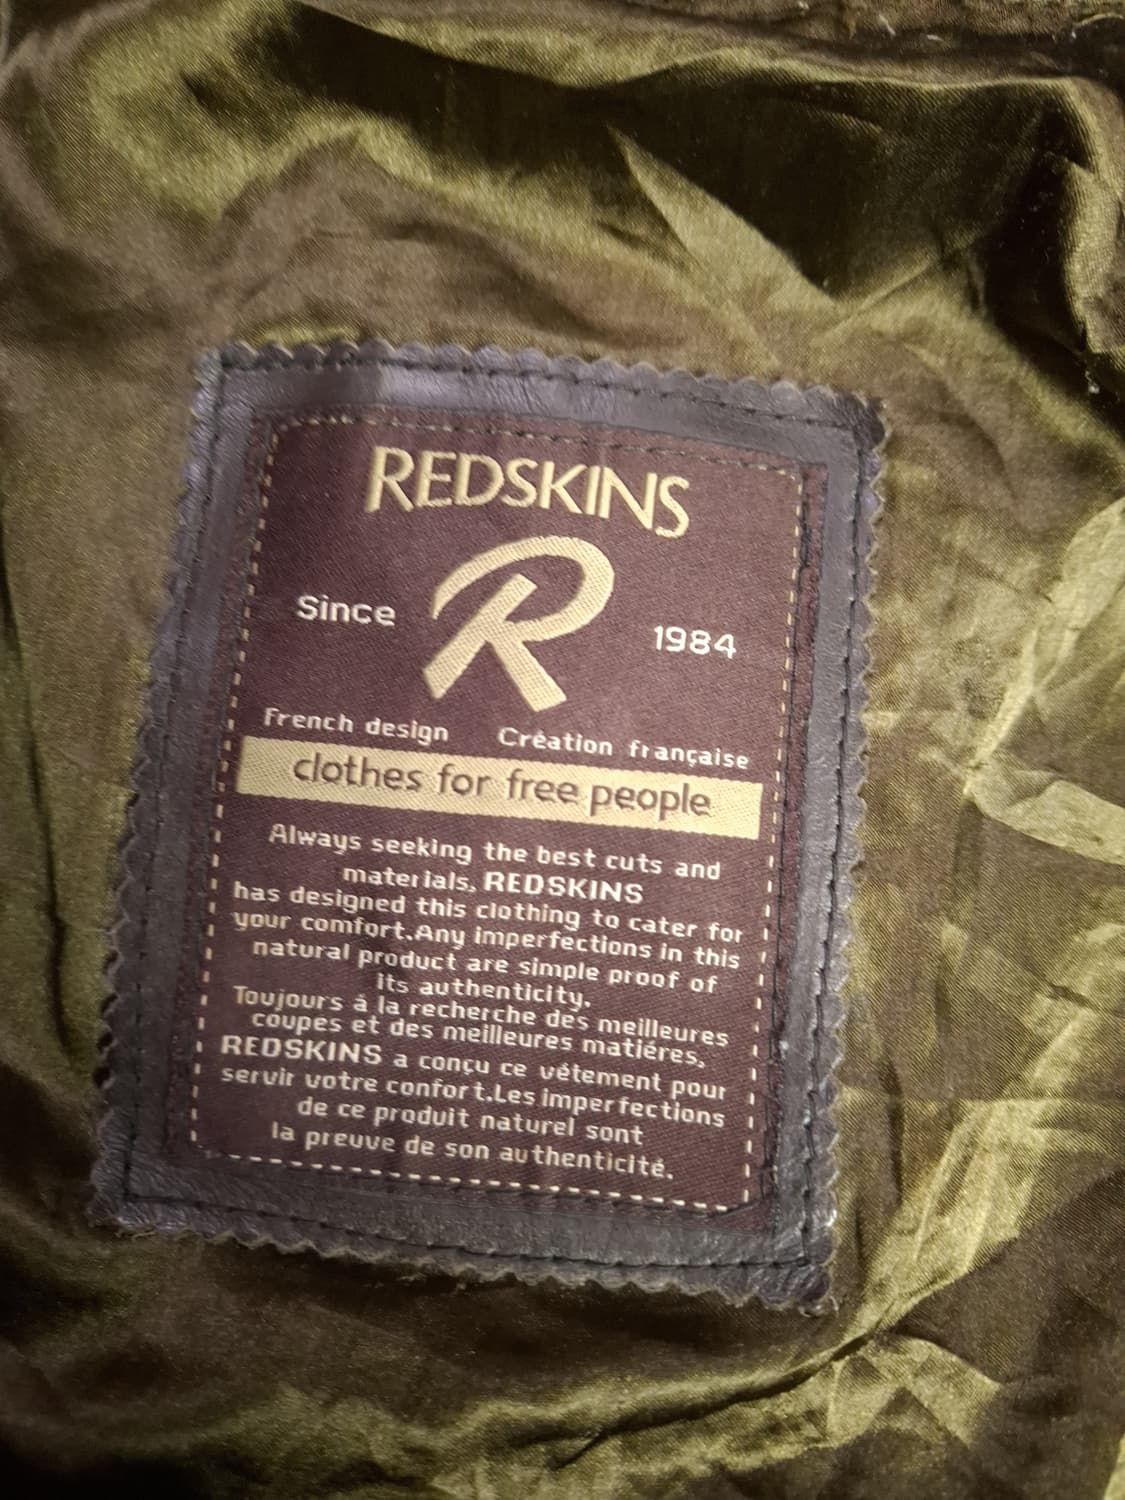 REDSKINS
R
Since 1984
French design Création française
clothes for free people
Always seeking the best cuts and
materials, REDSKINS
has designed this clothing to cater for
your comfort.Any imperfections in this
natural product are simple proof of
its authenticity.
Toujours à la recherche des meilleures
coupes et des meilleures matiéres,
REDSKINS a conçu ce vétement pour
servir votre confort.Les imperfections
de ce produit naturel sont
la preuve de son authenticité.